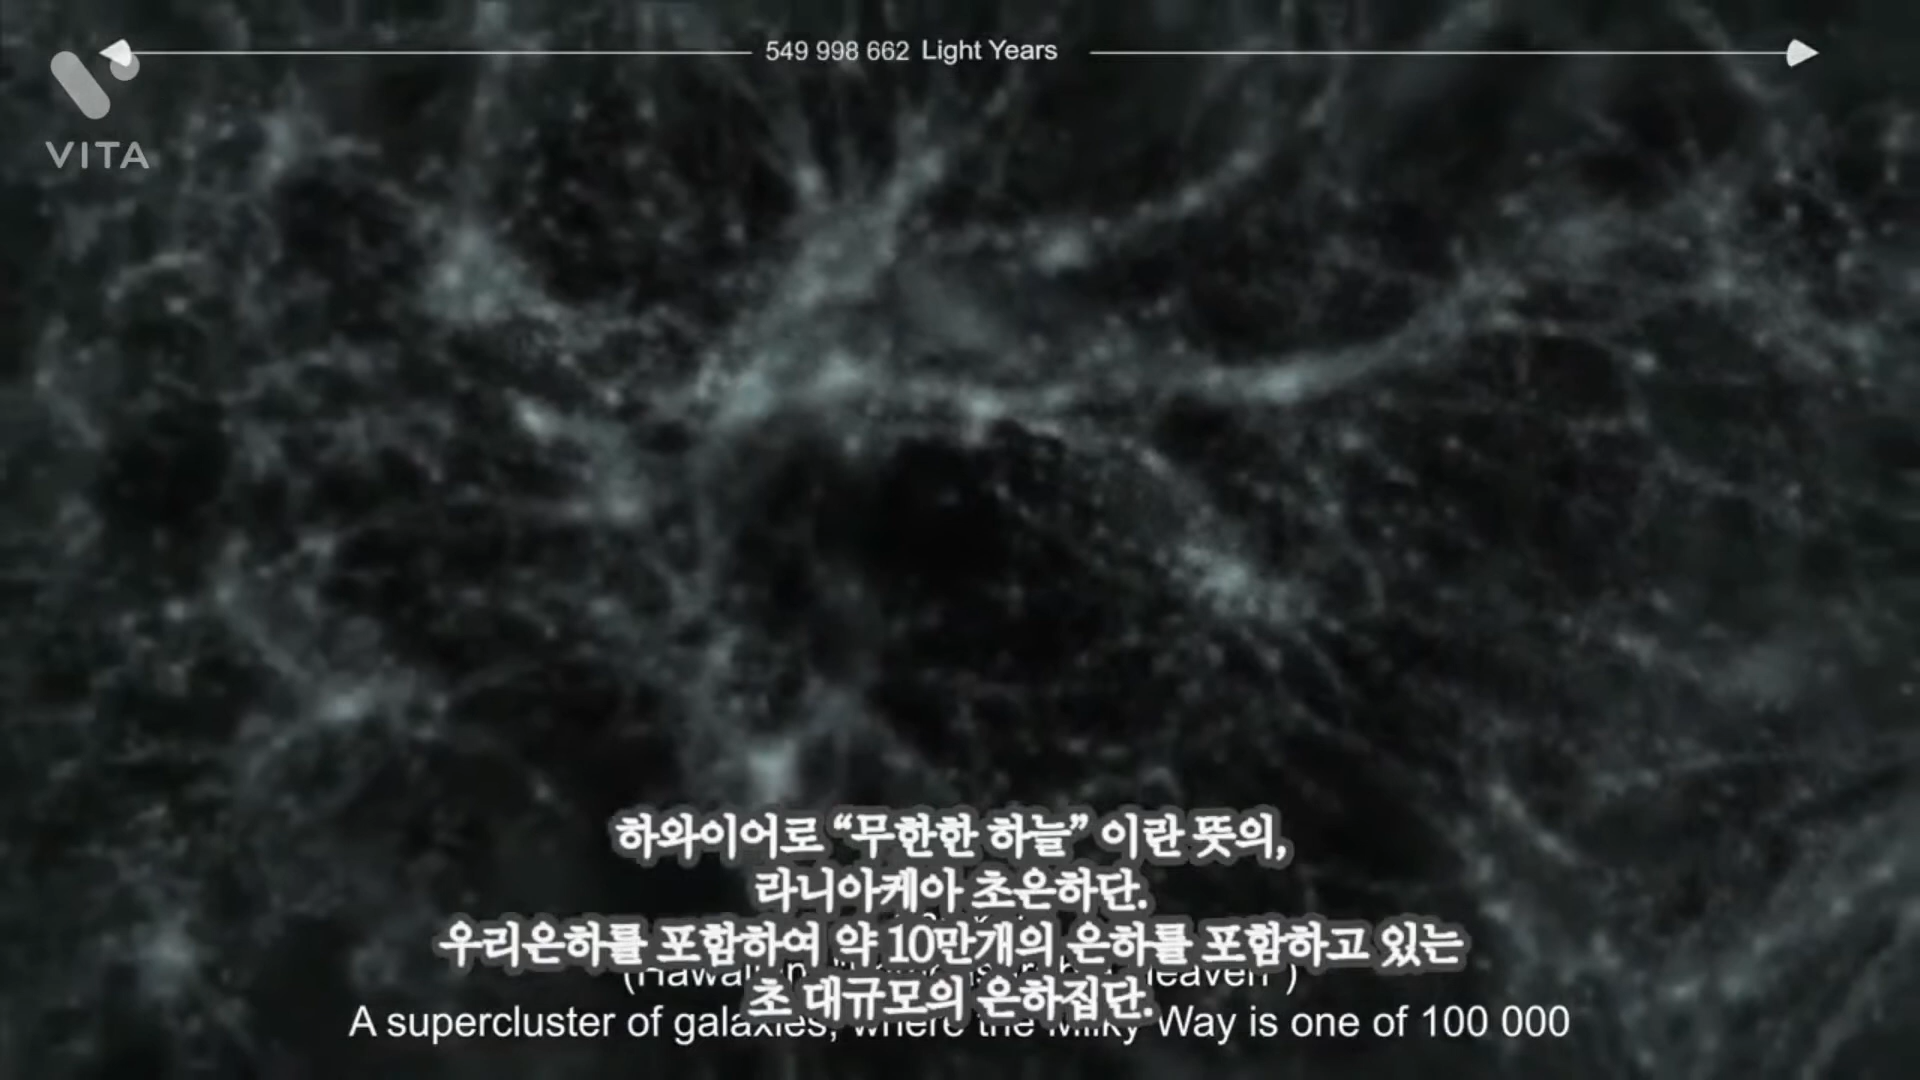 549 998 662 Light Years
VITA
하와이어로 “무한한 하늘” 이란 뜻의,
라니아케아 초은하단.
우리은하를 포함하여 약 10만개의 은하를 포함하고 있는
초 대규모의 은하집단.
A supercluster of galaxies, where the Milky Way is one of 100 000